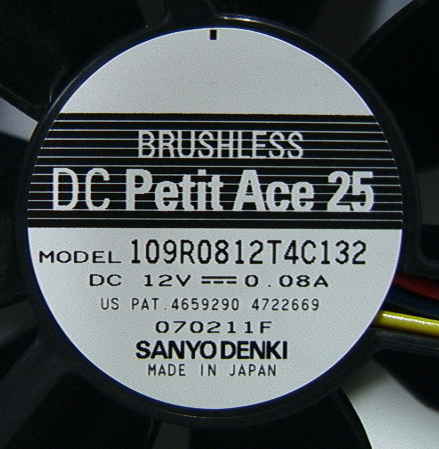 BRUSHLESS
DC Petit Ace 25
MODEL 109R0812T4C132
DC 12V ⎓ 0.08A
US PAT.4659290 4722669
070211F
SANYO DENKI
MADE IN JAPAN